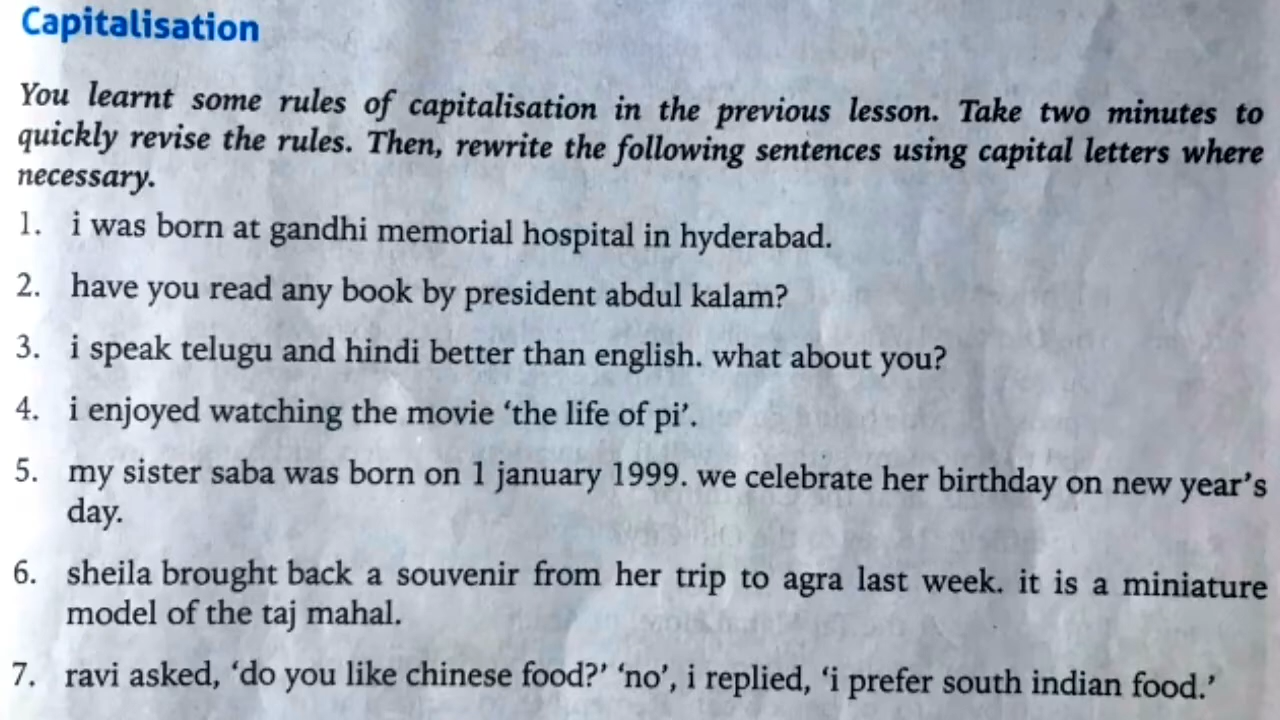 Capitalisation
You learnt some rules of capitalisation in the previous lesson. Take two minutes to
quickly revise the rules. Then, rewrite the following sentences using capital letters where
necessary.
1. i was born at gandhi memorial hospital in hyderabad.
2. have you read any book by president abdul kalam?
3. i speak telugu and hindi better than english. what about you?
4. i enjoyed watching the movie ‘the life of pi’.
5. my sister saba was born on 1 january 1999. we celebrate her birthday on new year’s
day.
6. sheila brought back a souvenir from her trip to agra last week. it is a miniature
model of the taj mahal.
7. ravi asked, ‘do you like chinese food?’ ‘no’, i replied, ‘i prefer south indian food.’